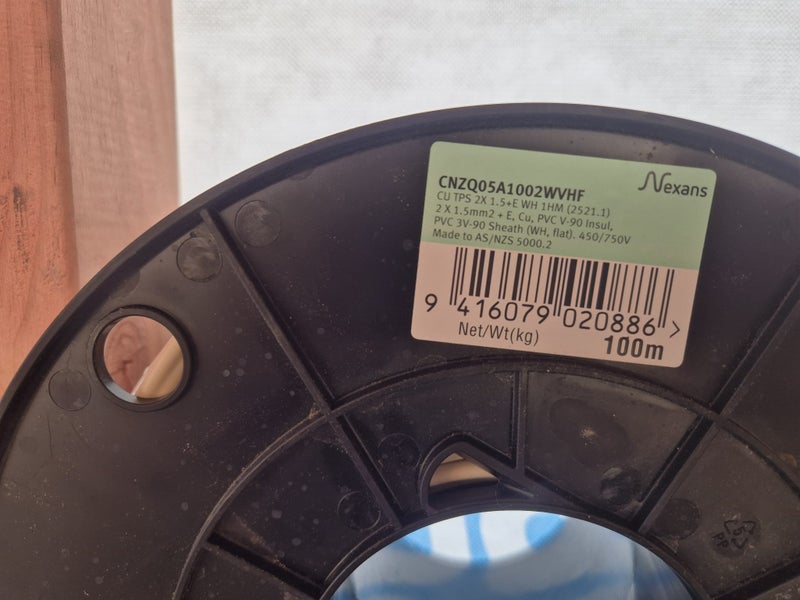 Nexans
CNZQ05A1002WVHF
CU TPS 2X 1.5+E WH 1HM (2521.1)
2 X 1.5mm2 + E, Cu, PVC V-90 Insul,
PVC 3V-90 Sheath (WH, flat). 450/750V
Made to AS/NZS 5000.2
9 416079 020886 >
Net/Wt(kg)
100m
PP